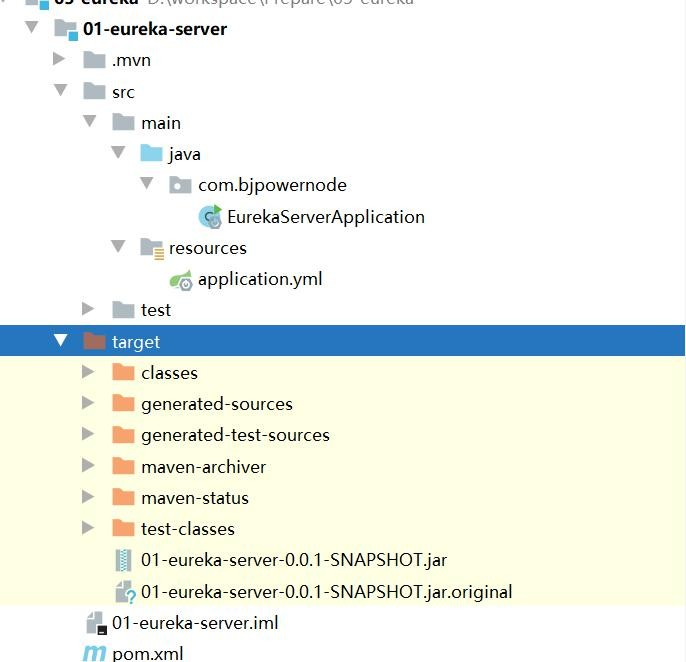 03-eureka D:\workspace\Prepare\03-eureka
01-eureka-server
.mvn
src
main
java
com.bjpowernode
EurekaServerApplication
resources
application.yml
test
target
classes
generated-sources
generated-test-sources
maven-archiver
maven-status
test-classes
01-eureka-server-0.0.1-SNAPSHOT.jar
01-eureka-server-0.0.1-SNAPSHOT.jar.original
01-eureka-server.iml
pom.xml